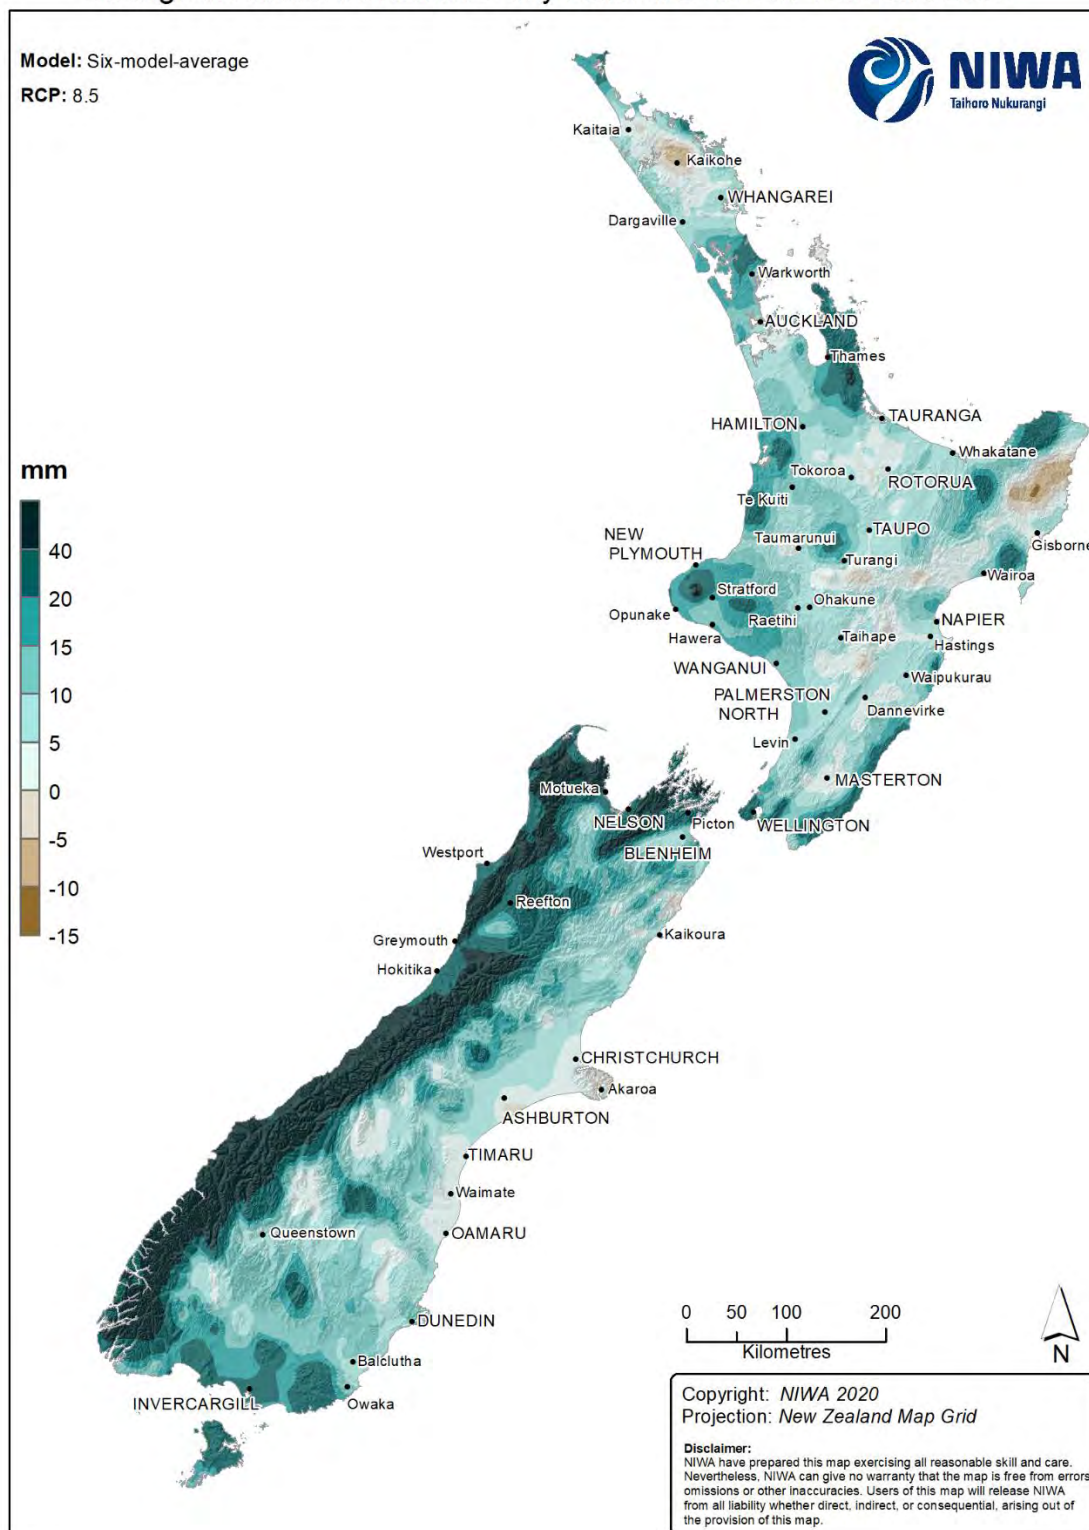 Model: Six-model-average
RCP: 8.5
NIWA
Taihoro Nukurangi
Kaitaia
Kaikohe
WHANGAREI
Dargaville
Warkworth
AUCKLAND
Thames
TAURANGA
HAMILTON
Whakatane
Tokoroa
ROTORUA
Te Kuiti
TAUPO
Taumarunui
Gisborne
NEW
PLYMOUTH
Turangi
Wairoa
Stratford
Opunake
Ohakune
Raetihi
NAPIER
Hawera
Taihape
Hastings
WANGANUI
Waipukurau
PALMERSTON
NORTH
Dannevirke
Levin
MASTERTON
Motueka
NELSON
Picton
WELLINGTON
BLENHEIM
Westport
Reefton
Greymouth
Kaikoura
Hokitika
CHRISTCHURCH
Akaroa
ASHBURTON
TIMARU
Waimate
Queenstown
OAMARU
DUNEDIN
Balclutha
INVERCARGILL
Owaka
mm
40
20
15
10
5
0
-5
-10
-15
0 50 100 200
Kilometres
N
Copyright: NIWA 2020
Projection: New Zealand Map Grid
Disclaimer:
NIWA have prepared this map exercising all reasonable skill and care.
Nevertheless, NIWA can give no warranty that the map is free from errors,
omissions or other inaccuracies. Users of this map will release NIWA
from all liability whether direct, indirect, or consequential, arising out of
the provision of this map.